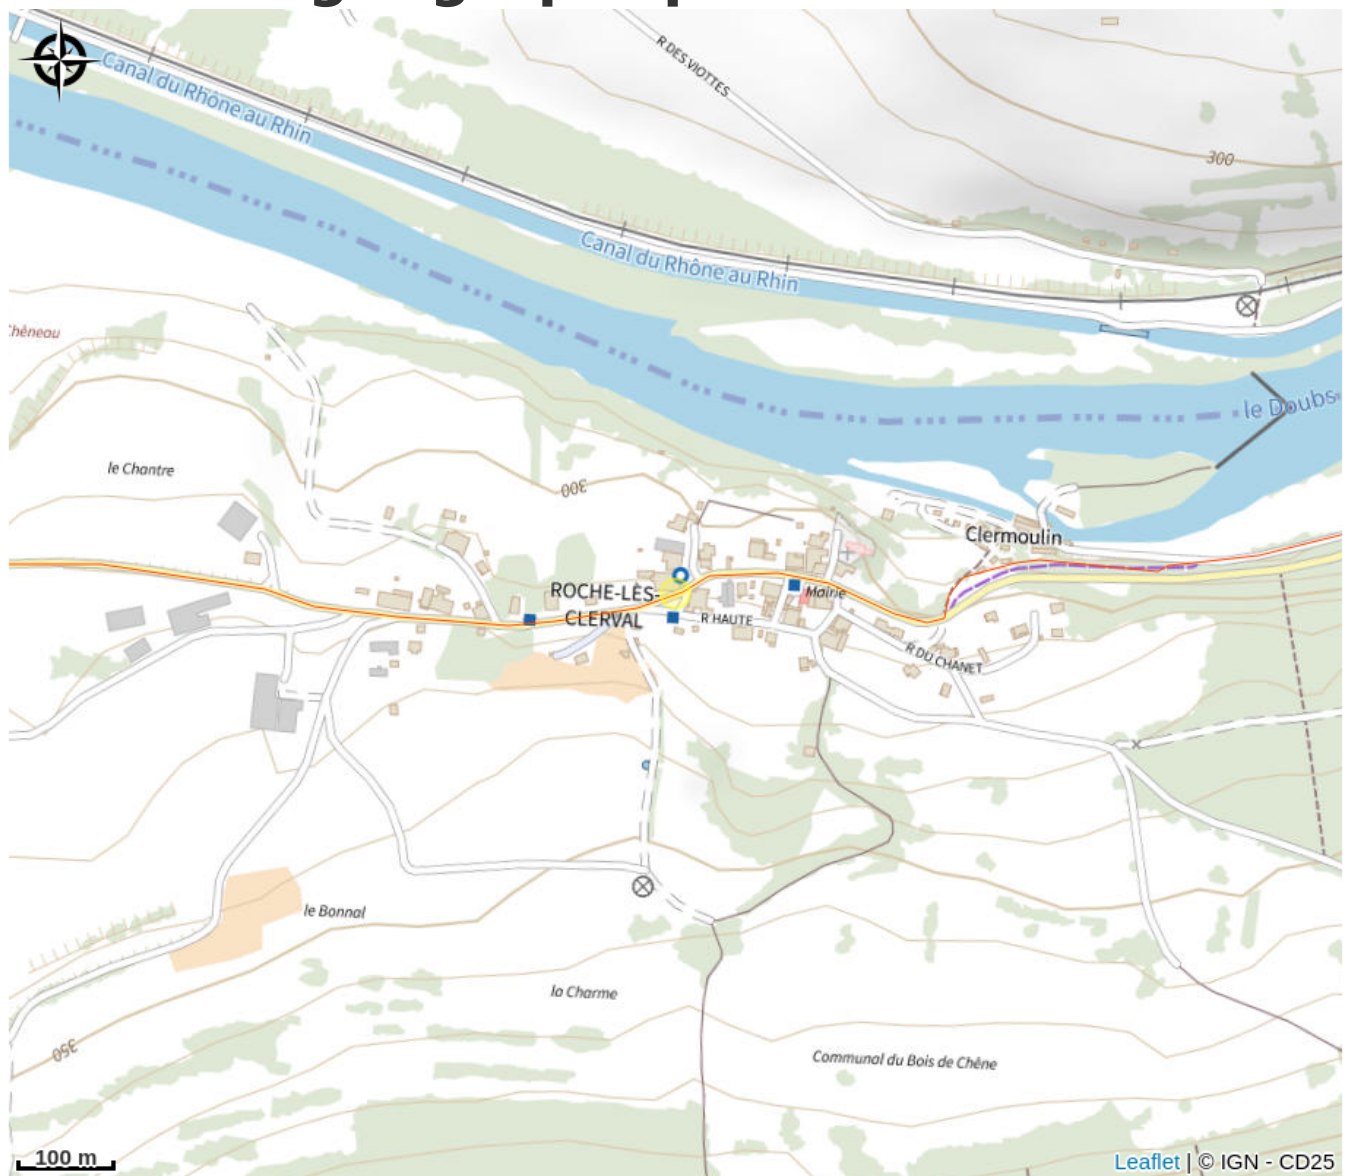 R DES VIOTTES
Canal du Rhône au Rhin
300
Canal du Rhône au Rhin
Chêneau
le Doubs
le Chantre
300
Clermoulin
ROCHE-LÈS-
CLERVAL
Mairie
R HAUTE
R DU CHANET
le Bonnal
la Charme
350
Communal du Bois de Chêne
100 m
Leaflet | © IGN - CD25